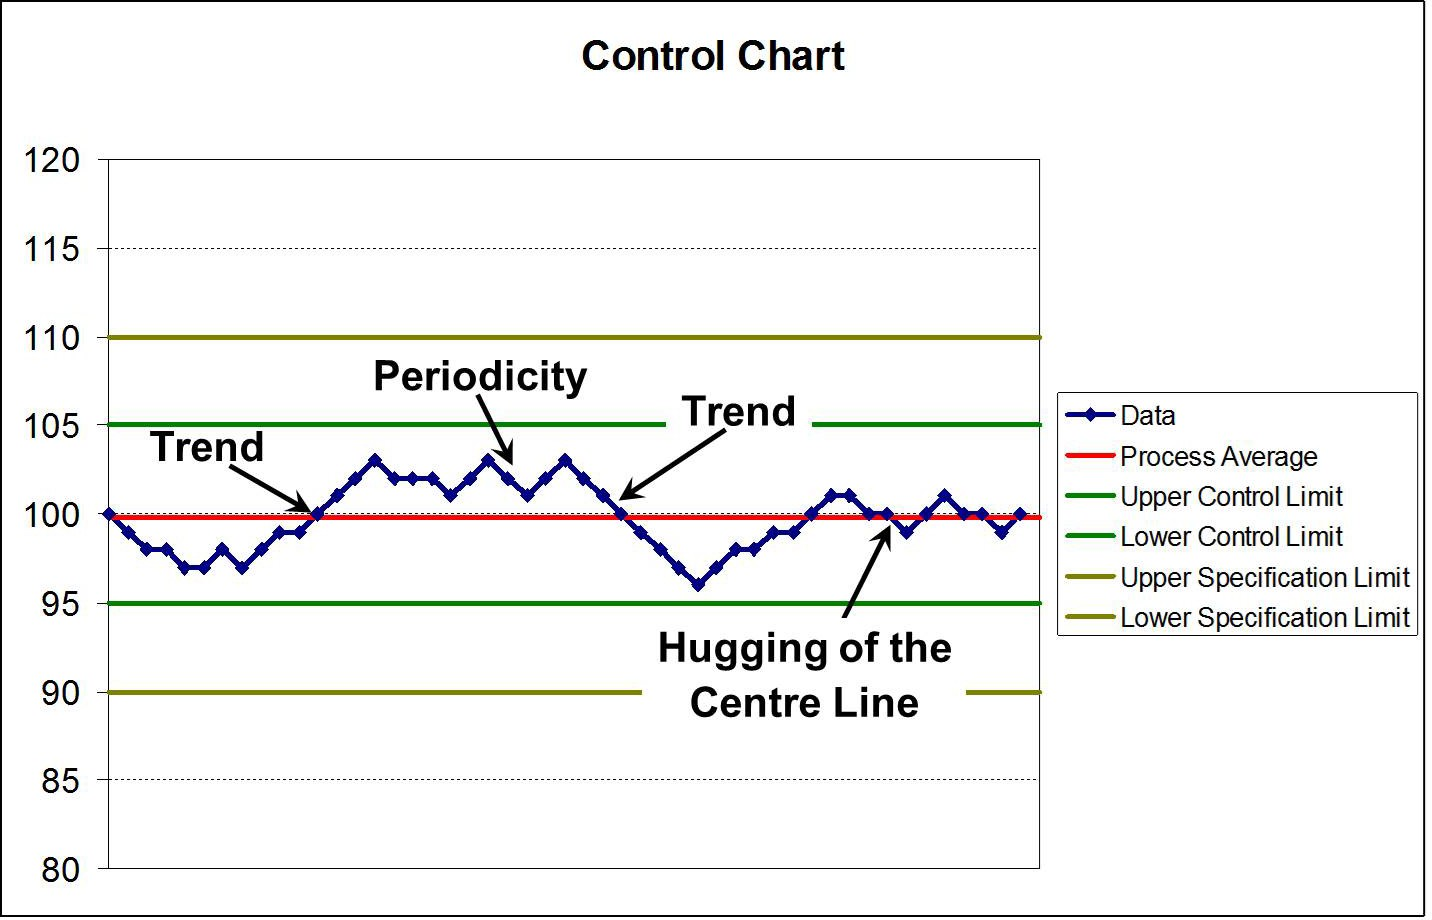 Control Chart
120
115
110
105
100
95
90
85
80
Periodicity
Trend
Trend
Hugging of the
Centre Line
Data
Process Average
Upper Control Limit
Lower Control Limit
Upper Specification Limit
Lower Specification Limit